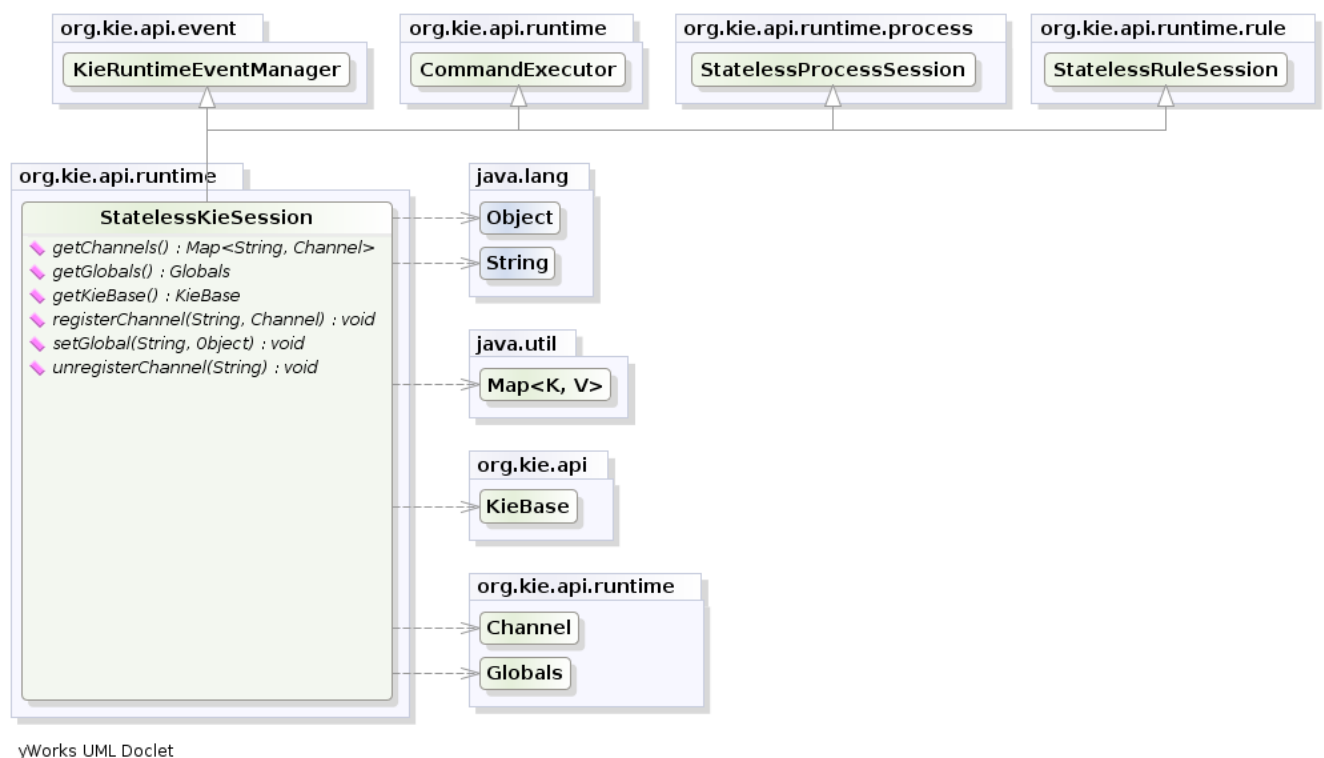 org.kie.api.event
KieRuntimeEventManager
org.kie.api.runtime
CommandExecutor
org.kie.api.runtime.process
StatelessProcessSession
org.kie.api.runtime.rule
StatelessRuleSession
org.kie.api.runtime
StatelessKieSession
getChannels() : Map<String, Channel>
getGlobals() : Globals
getKieBase() : KieBase
registerChannel(String, Channel) : void
setGlobal(String, Object) : void
unregisterChannel(String) : void
java.lang
Object
String
java.util
Map<K, V>
org.kie.api
KieBase
org.kie.api.runtime
Channel
Globals
yWorks UML Doclet